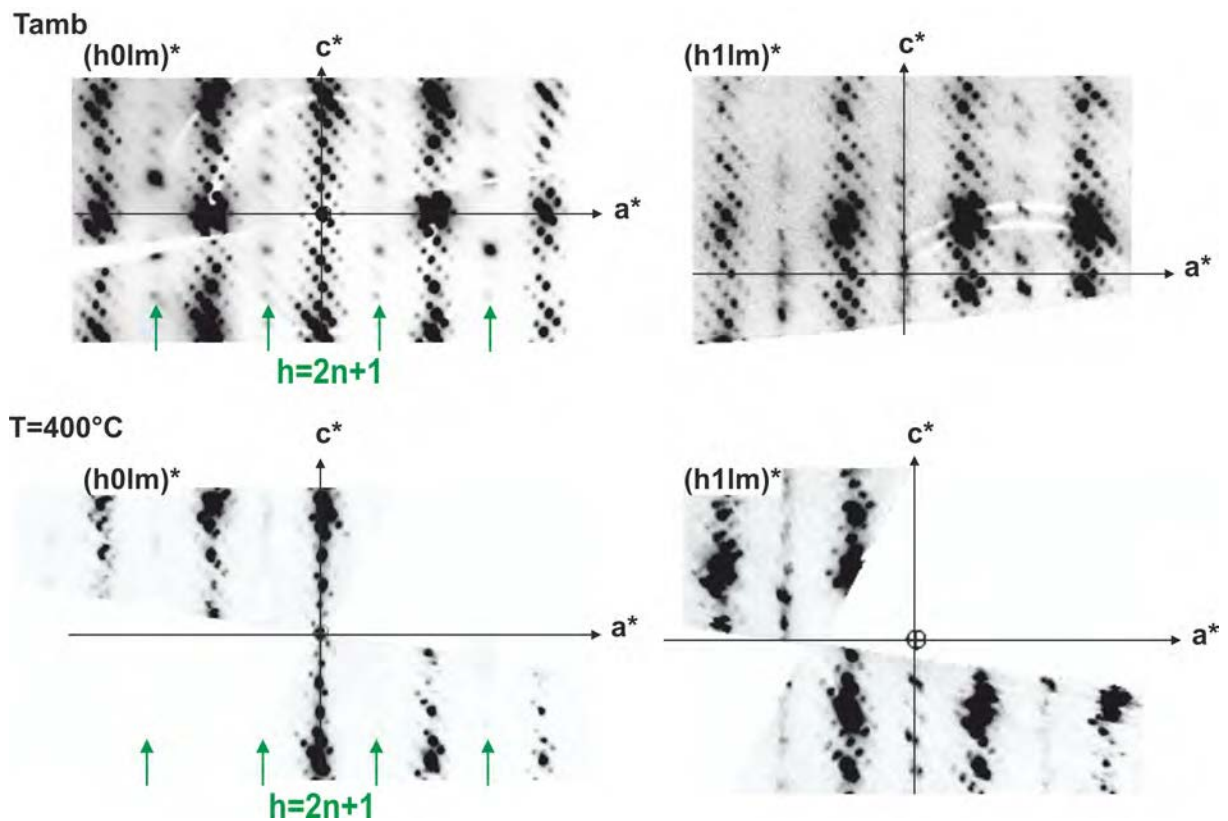 Tamb
(h0lm)*
c*
a*
h=2n+1
(h1lm)*
c*
a*
T=400°C
(h0lm)*
c*
a*
h=2n+1
(h1lm)*
c*
a*